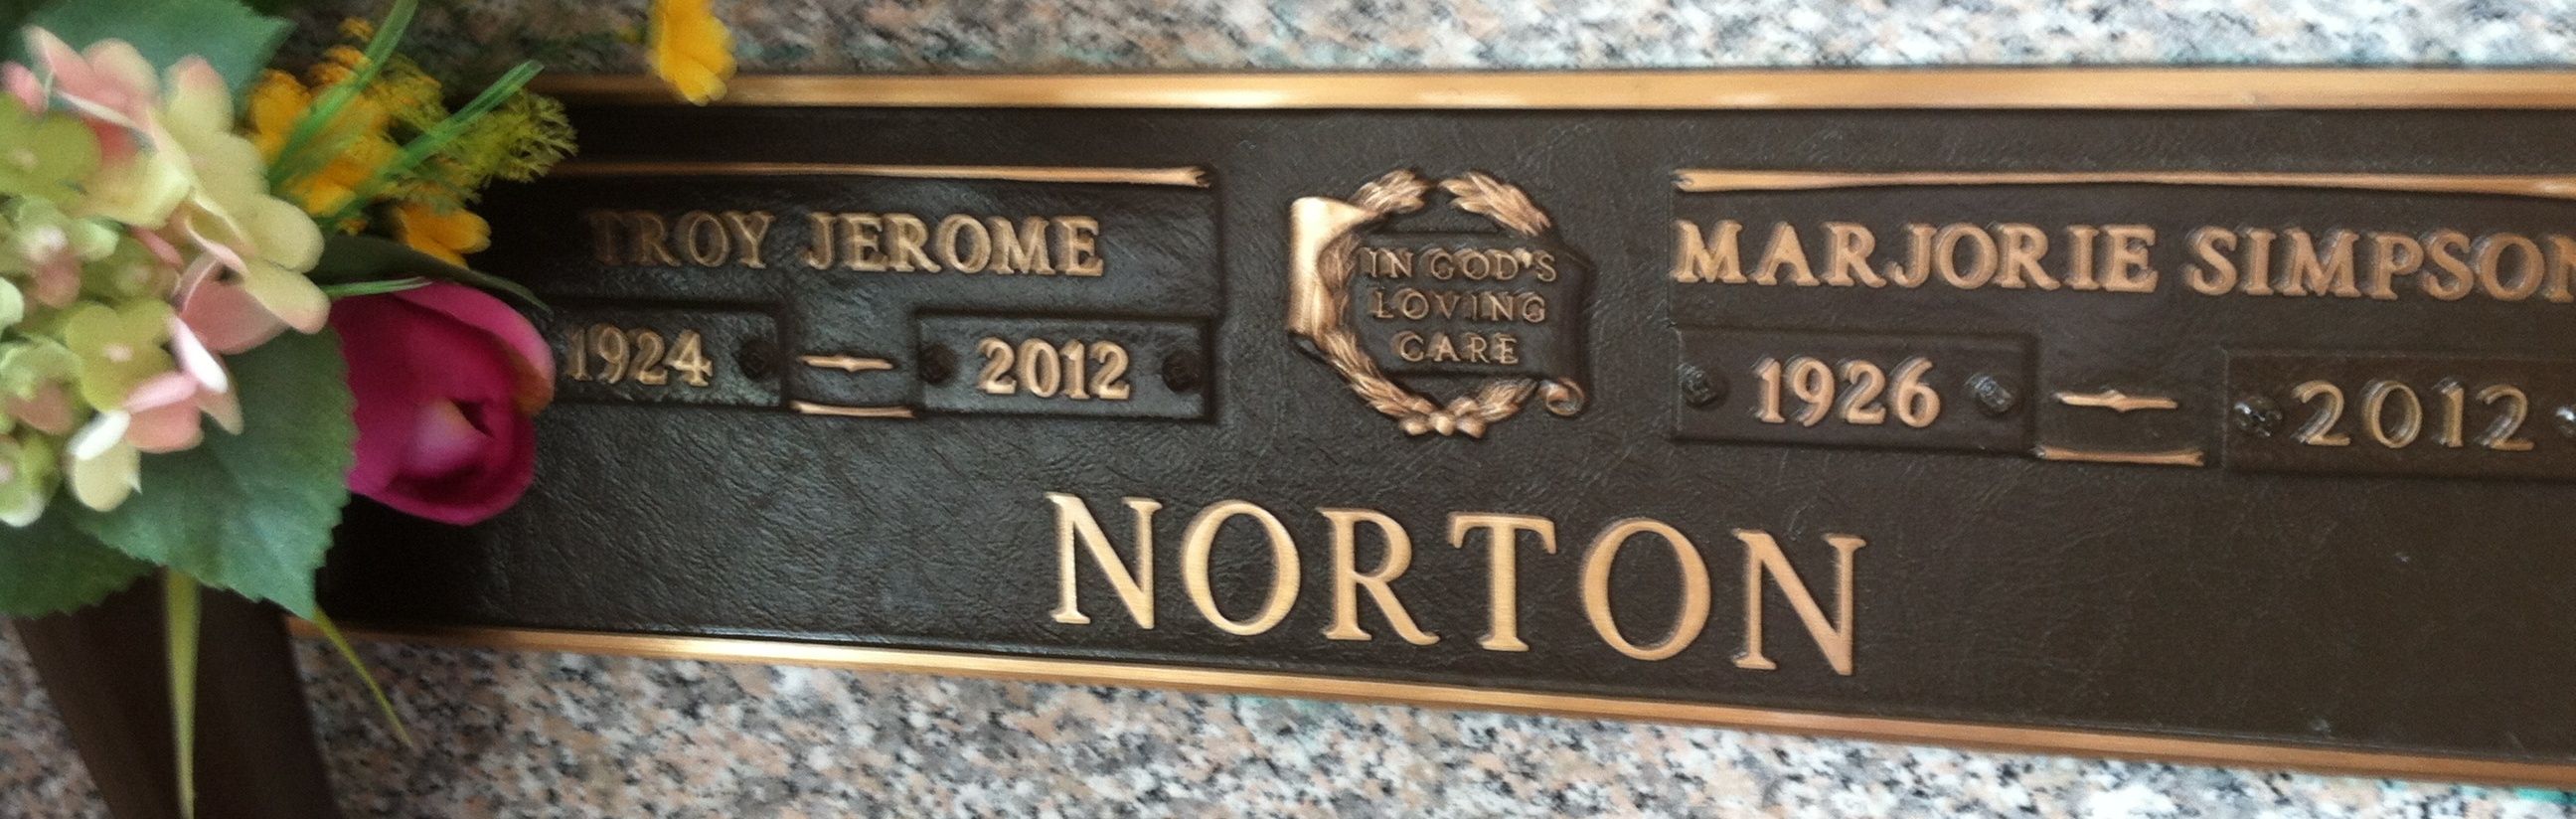 TROY JEROME
1924 — 2012
IN GOD'S
LOVING
CARE
MARJORIE SIMPSON
1926 — 2012
NORTON